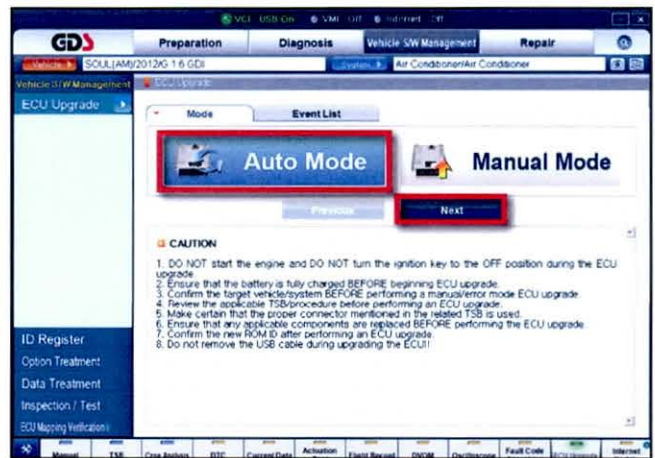 VCI USB On VMI Off Internet Off
GDS Preparation Diagnosis Vehicle S/W Management Repair
Vehicle SOUL(AM)/2012/G 1.6 GDI System Air Conditioner/Air Conditioner
Vehicle S/W Management ECU Upgrade
ECU Upgrade
Mode Event List
Auto Mode Manual Mode
Previous Next
CAUTION
1. DO NOT start the engine and DO NOT turn the ignition key to the OFF position during the ECU
upgrade.
2. Ensure that the battery is fully charged BEFORE beginning ECU upgrade.
3. Confirm the target vehicle/system BEFORE performing a manual/error mode ECU upgrade.
4. Review the applicable TSB/procedure before performing an ECU upgrade.
5. Make certain that the proper connector mentioned in the related TSB is used.
6. Ensure that any applicable components are replaced BEFORE performing the ECU upgrade.
7. Confirm the new ROM ID after performing an ECU upgrade.
8. Do not remove the USB cable during upgrading the ECU!!
ID Register
Option Treatment
Data Treatment
Inspection / Test
ECU Mapping Verification
Manual TSB Case Analysis DTC Current Data Actuation Flight Record DVOM Oscilloscope Fault Code ECU Upgrade Internet